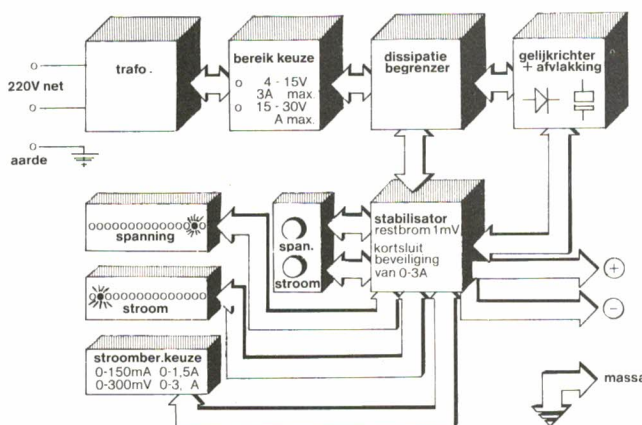 220V net
aarde
trafo.
bereik keuze
4 - 15V
3A max.
15 - 30V
A max.
dissipatie
begrenzer
gelijkrichter
+ afvlakking
spanning
stroom
span.
stroom
stabilisator
restbrom 1mV
kortsluit
beveiliging
van 0-3A
+
-
stroomber.keuze
0-150mA 0-1,5A
0-300mV 0-3, A
massa